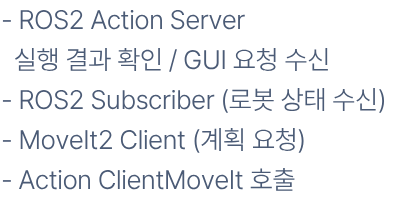 - ROS2 Action Server
실행 결과 확인 / GUI 요청 수신
- ROS2 Subscriber (로봇 상태 수신)
- MoveIt2 Client (계획 요청)
- Action ClientMoveIt 호출